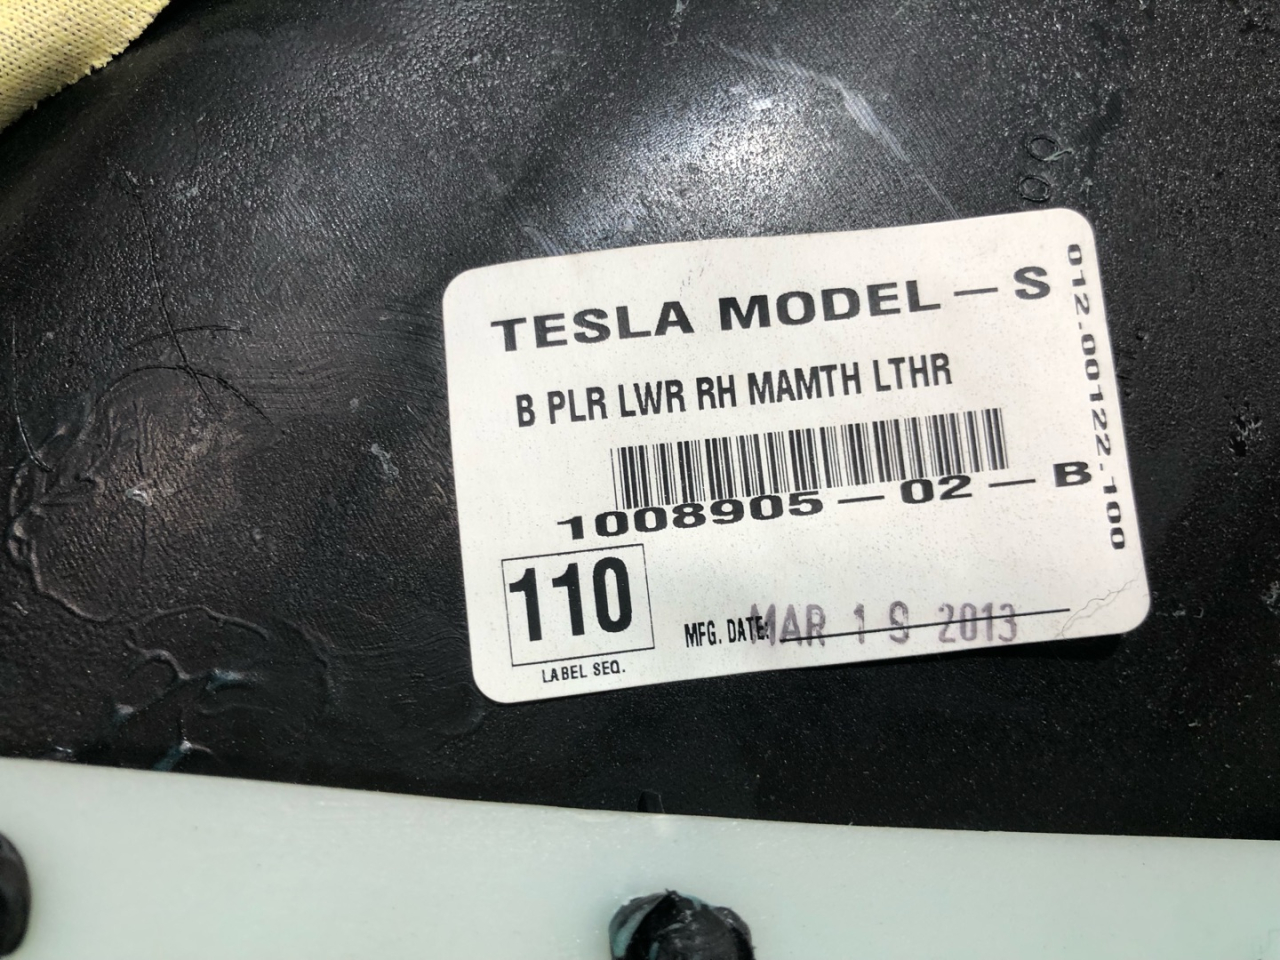 TESLA MODEL – S
B PLR LWR RH MAMTH LTHR
1008905 – 02 – B
110
LABEL SEQ.
MFG. DATE: MAR 1 9 2013
012.00122.100